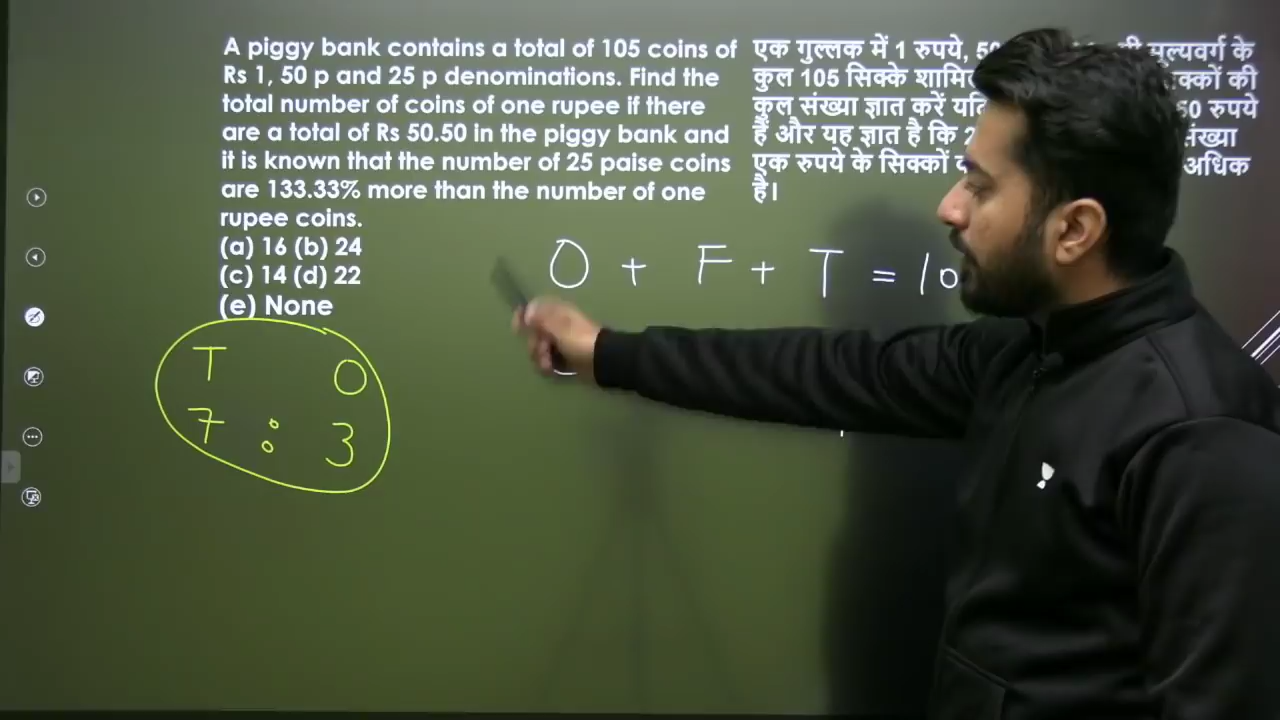 A piggy bank contains a total of 105 coins of
Rs 1, 50 p and 25 p denominations. Find the
total number of coins of one rupee if there
are a total of Rs 50.50 in the piggy bank and
it is known that the number of 25 paise coins
are 133.33% more than the number of one
rupee coins.
(a) 16 (b) 24
(c) 14 (d) 22
(e) None
एक गुल्लक में 1 रुपये, मूल्यवर्ग के
कुल 105 सिक्के
कुल संख्या ज्ञात करें 50 रुपये
हैं और यह ज्ञात है कि 2 संख्या
एक रुपये के सिक्कों अधिक
है।
O + F + T = 10
T O
7 : 3